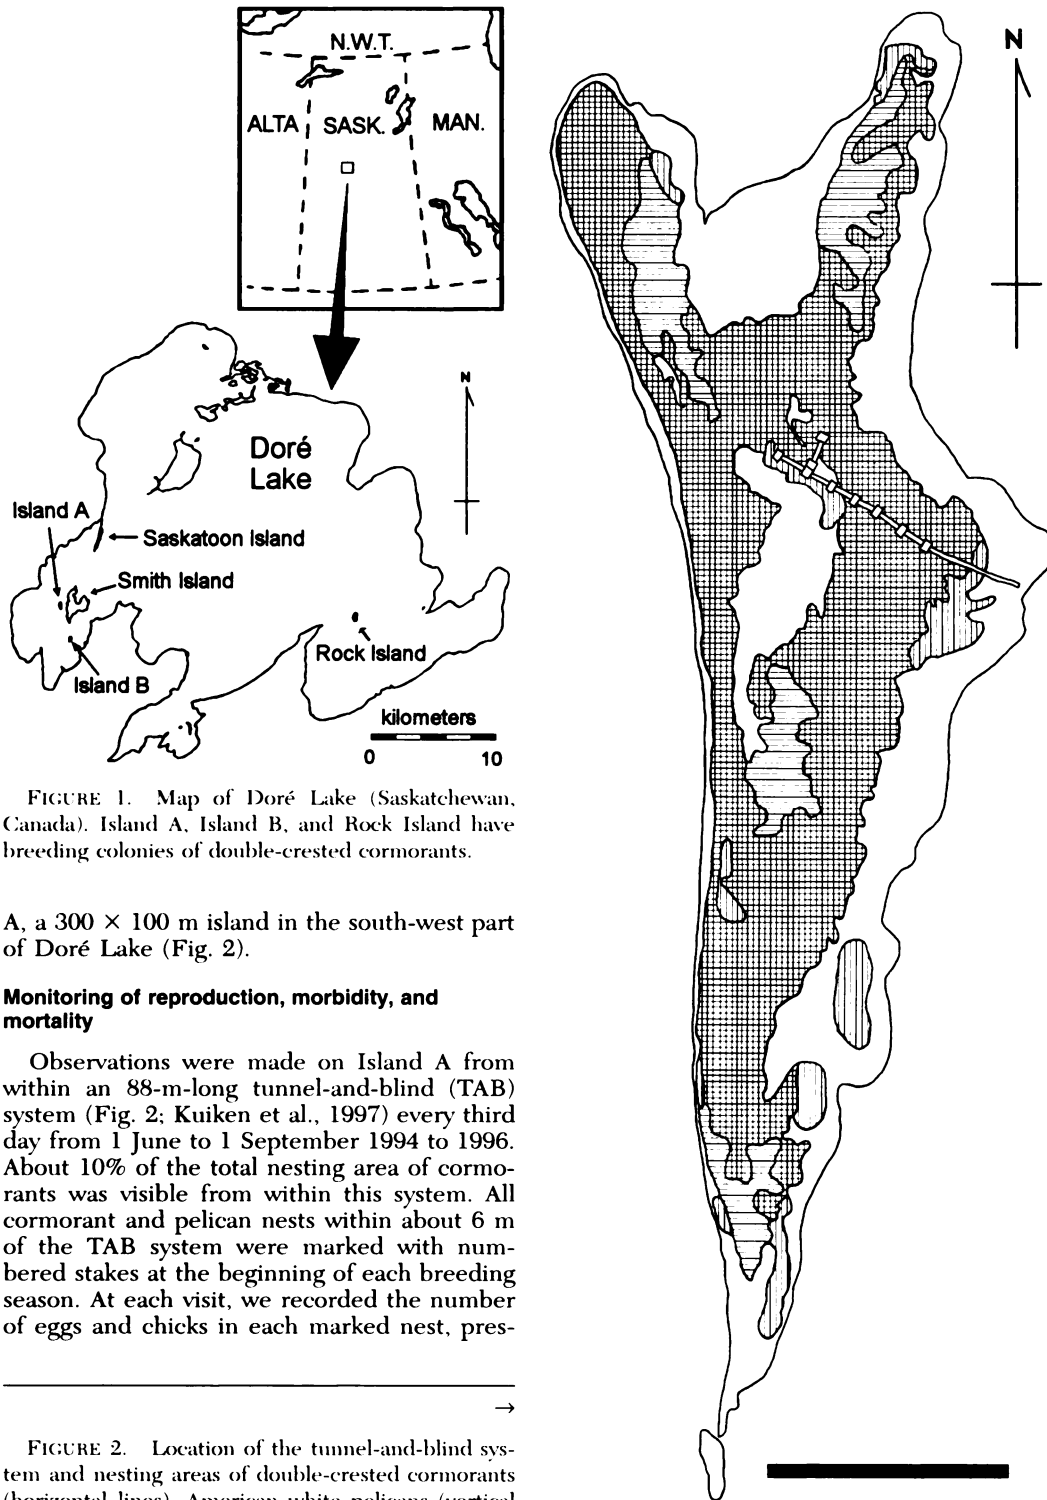 N.W.T.
ALTA
SASK.
MAN.
N
Doré
Lake
Island A
Saskatoon Island
Smith Island
Rock Island
Island B
kilometers
0
10
FIGURE 1. Map of Doré Lake (Saskatchewan,
Canada). Island A, Island B, and Rock Island have
breeding colonies of double-crested cormorants.
A, a 300 × 100 m island in the south-west part
of Doré Lake (Fig. 2).
Monitoring of reproduction, morbidity, and
mortality
Observations were made on Island A from
within an 88-m-long tunnel-and-blind (TAB)
system (Fig. 2; Kuiken et al., 1997) every third
day from 1 June to 1 September 1994 to 1996.
About 10% of the total nesting area of cormo-
rants was visible from within this system. All
cormorant and pelican nests within about 6 m
of the TAB system were marked with num-
bered stakes at the beginning of each breeding
season. At each visit, we recorded the number
of eggs and chicks in each marked nest, pres-
→
FIGURE 2. Location of the tunnel-and-blind sys-
tem and nesting areas of double-crested cormorants
(horizontal lines), American white pelicans (vertical
N